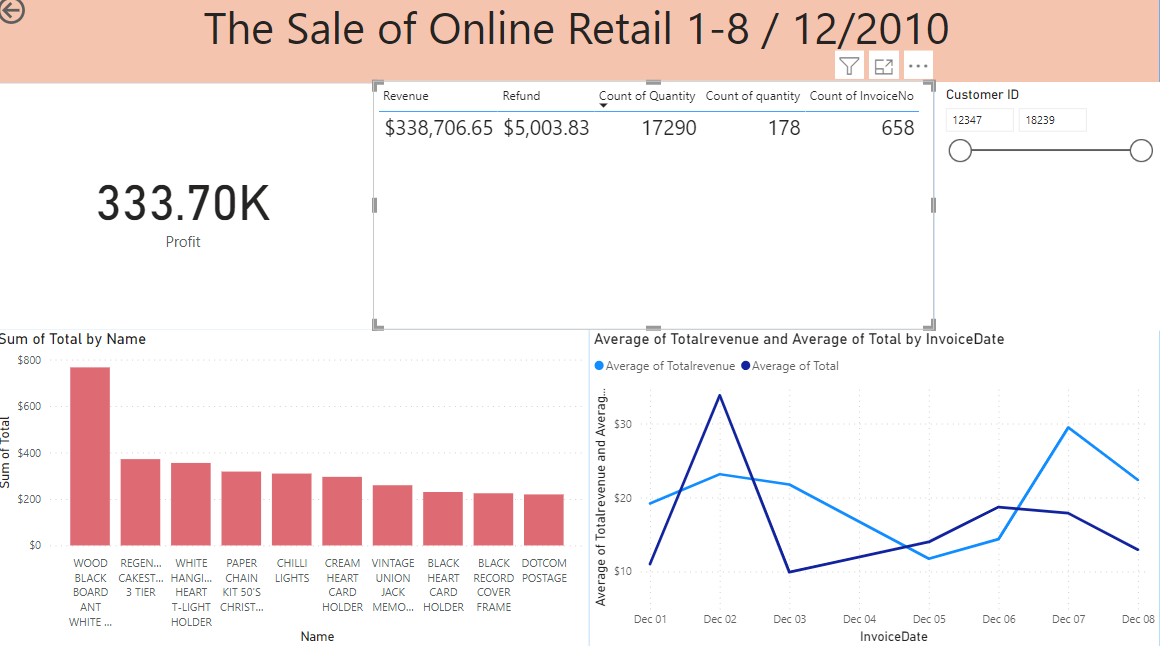 The Sale of Online Retail 1-8 / 12/2010
Revenue Refund Count of Quantity Count of quantity Count of InvoiceNo
$338,706.65 $5,003.83 17290 178 658
Customer ID
12347 18239
333.70K
Profit
Sum of Total by Name
Sum of Total
$800
$600
$400
$200
$0
WOOD BLACK BOARD ANT WHITE ...
REGEN... CAKEST... 3 TIER
WHITE HANGI... HEART T-LIGHT HOLDER
PAPER CHAIN KIT 50'S CHRIST...
CHILLI LIGHTS
CREAM HEART CARD HOLDER
VINTAGE UNION JACK MEMO...
BLACK HEART CARD HOLDER
BLACK RECORD COVER FRAME
DOTCOM POSTAGE
Name
Average of Totalrevenue and Average of Total by InvoiceDate
Average of Totalrevenue Average of Total
Average of Totalrevenue and Averag...
$30
$20
$10
Dec 01 Dec 02 Dec 03 Dec 04 Dec 05 Dec 06 Dec 07 Dec 08
InvoiceDate